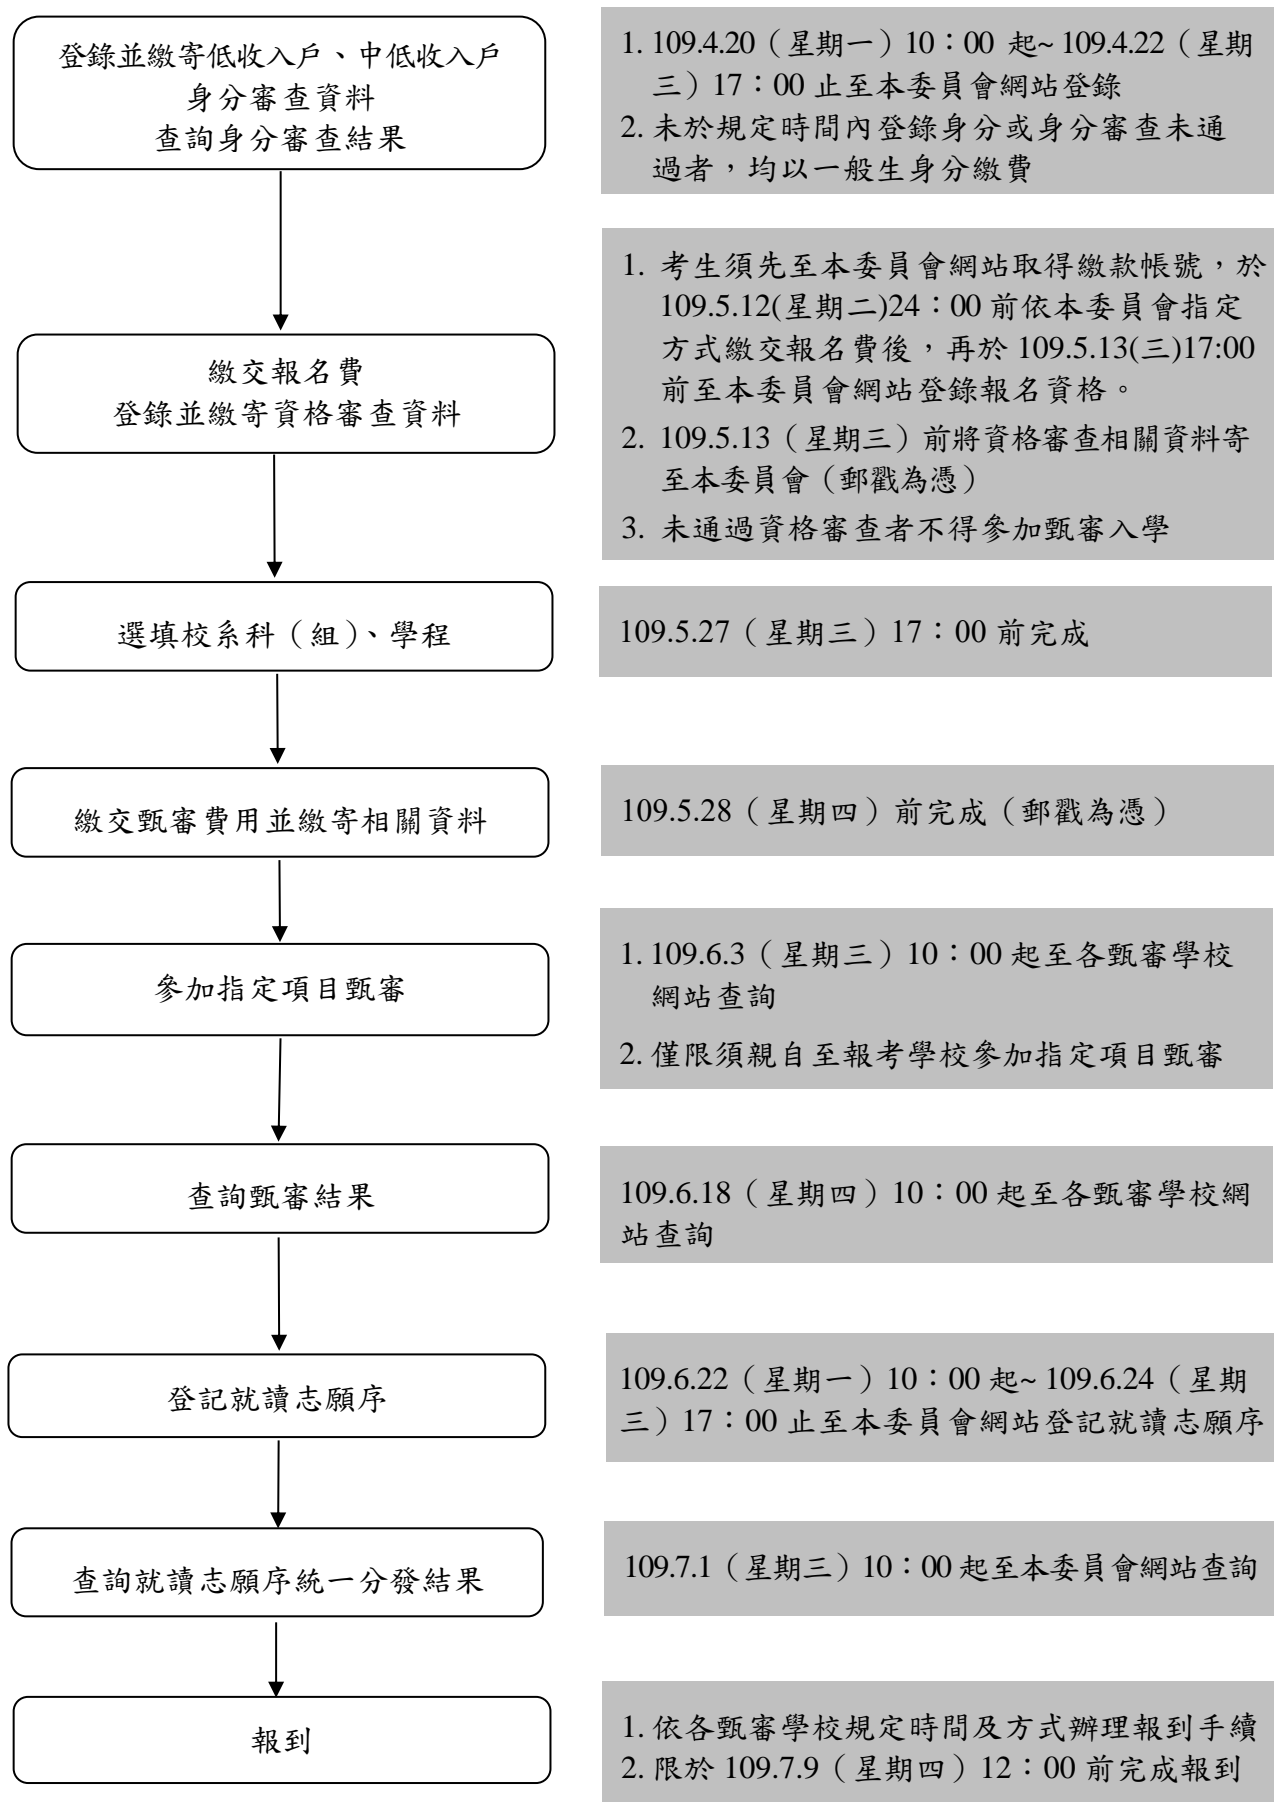 登錄並繳寄低收入戶、中低收入戶
身分審查資料
查詢身分審查結果
1. 109.4.20（星期一）10：00 起~ 109.4.22（星期
三）17：00 止至本委員會網站登錄
2. 未於規定時間內登錄身分或身分審查未通
過者，均以一般生身分繳費
繳交報名費
登錄並繳寄資格審查資料
1. 考生須先至本委員會網站取得繳款帳號，於
109.5.12(星期二)24：00 前依本委員會指定
方式繳交報名費後，再於 109.5.13(三)17:00
前至本委員會網站登錄報名資格。
2. 109.5.13（星期三）前將資格審查相關資料寄
至本委員會（郵戳為憑）
3. 未通過資格審查者不得參加甄審入學
選填校系科（組）、學程
109.5.27（星期三）17：00 前完成
繳交甄審費用並繳寄相關資料
109.5.28（星期四）前完成（郵戳為憑）
參加指定項目甄審
1. 109.6.3（星期三）10：00 起至各甄審學校
網站查詢
2. 僅限須親自至報考學校參加指定項目甄審
查詢甄審結果
109.6.18（星期四）10：00 起至各甄審學校網
站查詢
登記就讀志願序
109.6.22（星期一）10：00 起~ 109.6.24（星期
三）17：00 止至本委員會網站登記就讀志願序
查詢就讀志願序統一分發結果
109.7.1（星期三）10：00 起至本委員會網站查詢
報到
1. 依各甄審學校規定時間及方式辦理報到手續
2. 限於 109.7.9（星期四）12：00 前完成報到